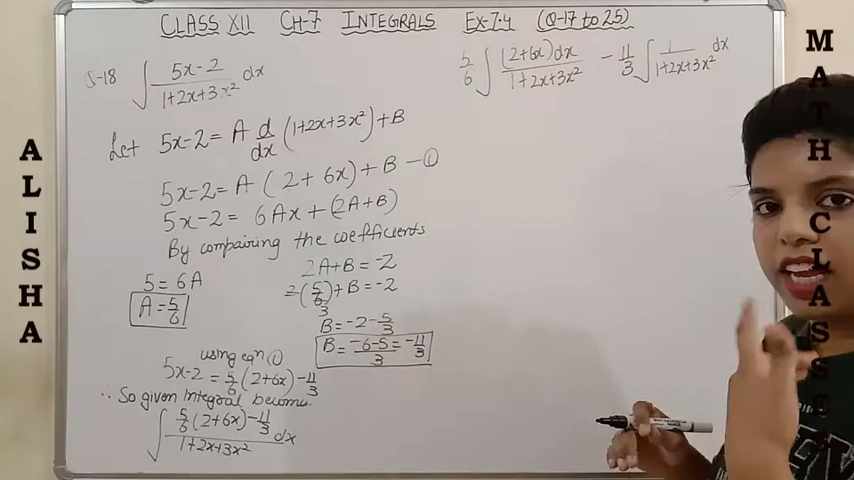 CLASS XII CH-7 INTEGRALS EX-7.4 (Q-17 to 25)
S-18 ∫ 5x-2 / 1+2x+3x² dx
Let 5x-2 = A d/dx (1+2x+3x²) + B
5x-2 = A (2+6x) + B -①
5x-2 = 6Ax + (2A+B)
By compairing the coefficients
5 = 6A
A = 5/6
2A+B = -2
2(5/6)+B = -2
3
B = -2 - 5/3
B = -6-5/3 = -11/3
using eqn ①
5x-2 = 5/6 (2+6x) - 11/3
∴ So given Integral becomes.
∫ 5/6 (2+6x) - 11/3 / 1+2x+3x² dx
5/6 ∫ (2+6x)dx / 1+2x+3x² - 11/3 ∫ 1 / 1+2x+3x² dx
ALISHA
MATH CLASSES